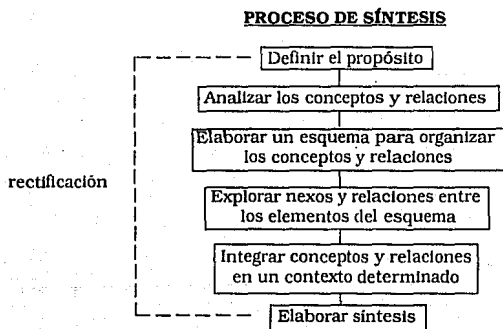 PROCESO DE SÍNTESIS
Definir el propósito
Analizar los conceptos y relaciones
Elaborar un esquema para organizar
los conceptos y relaciones
rectificación
Explorar nexos y relaciones entre
los elementos del esquema
Integrar conceptos y relaciones
en un contexto determinado
Elaborar síntesis